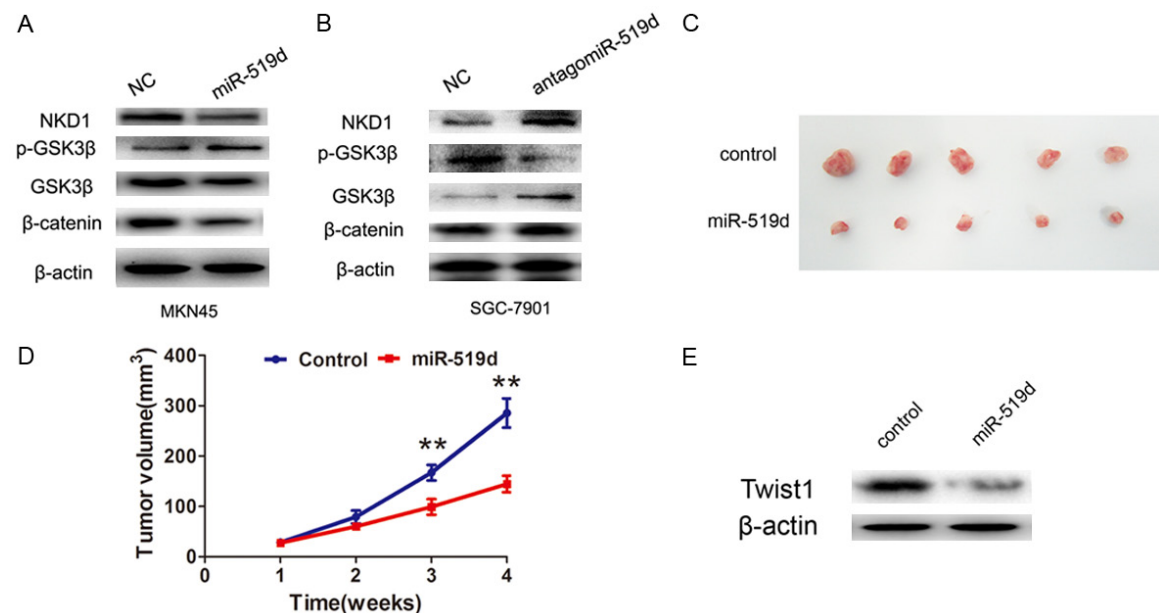 A
NC miR-519d
NKD1
p-GSK3β
GSK3β
β-catenin
β-actin
MKN45
B
NC antagomiR-519d
NKD1
p-GSK3β
GSK3β
β-catenin
β-actin
SGC-7901
C
control
miR-519d
D
Control miR-519d
Tumor volume(mm³)
400
300
200
100
0
** **
0 1 2 3 4
Time(weeks)
E
control miR-519d
Twist1
β-actin